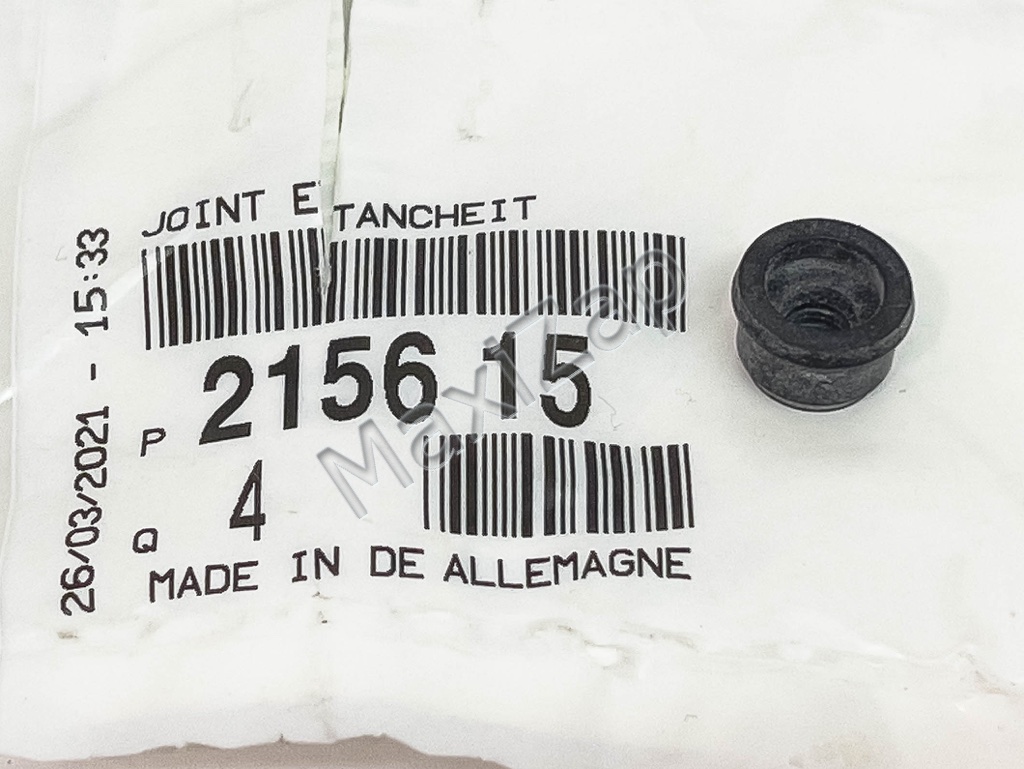 JOINT ETANCHEIT
P 2156 15
Q 4
MADE IN DE ALLEMAGNE
26/03/2021 - 15:33
MaxiZap